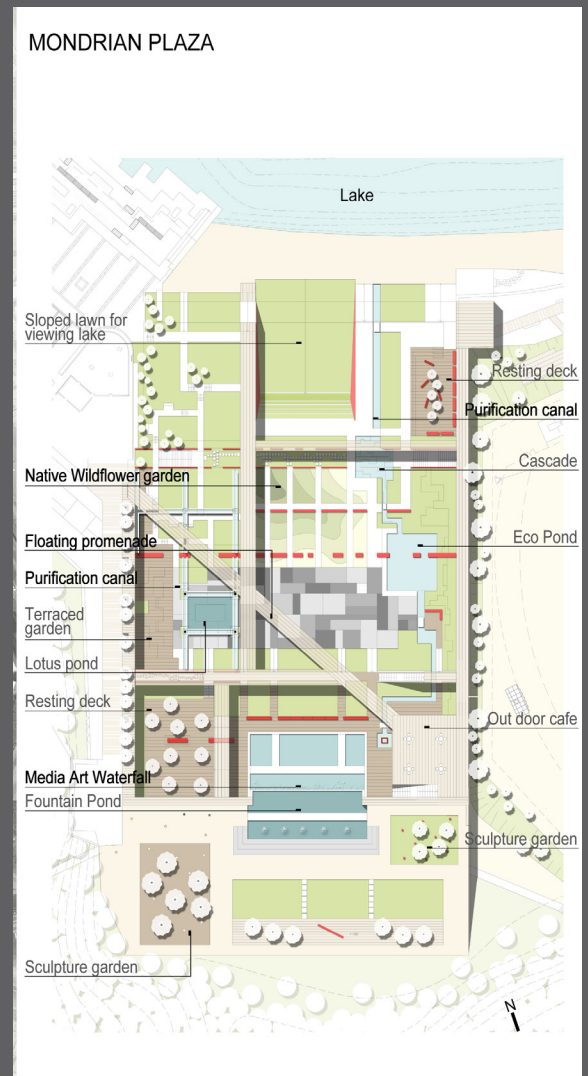 MONDRIAN PLAZA
Lake
Sloped lawn for
viewing lake
Resting deck
Purification canal
Cascade
Native Wildflower garden
Eco Pond
Floating promenade
Purification canal
Terraced
garden
Lotus pond
Resting deck
Out door cafe
Media Art Waterfall
Fountain Pond
Sculpture garden
Sculpture garden
N